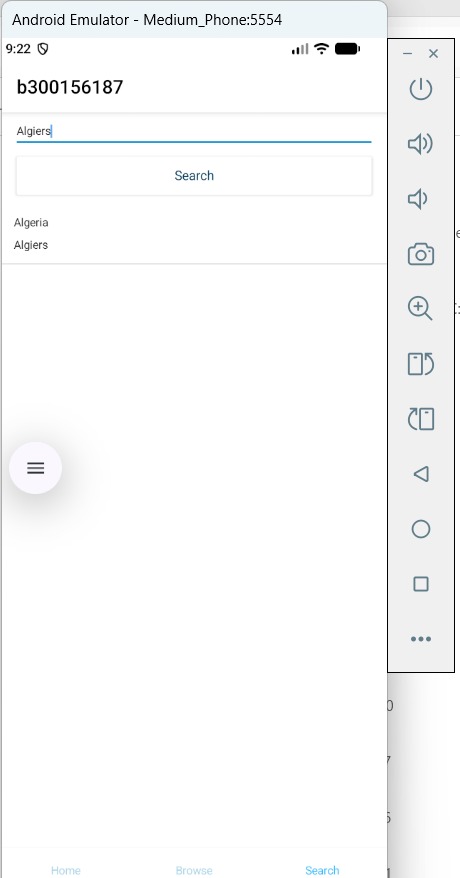 Android Emulator - Medium_Phone:5554
9:22
b300156187
Algiers
Search
Algeria
Algiers
Home
Browse
Search